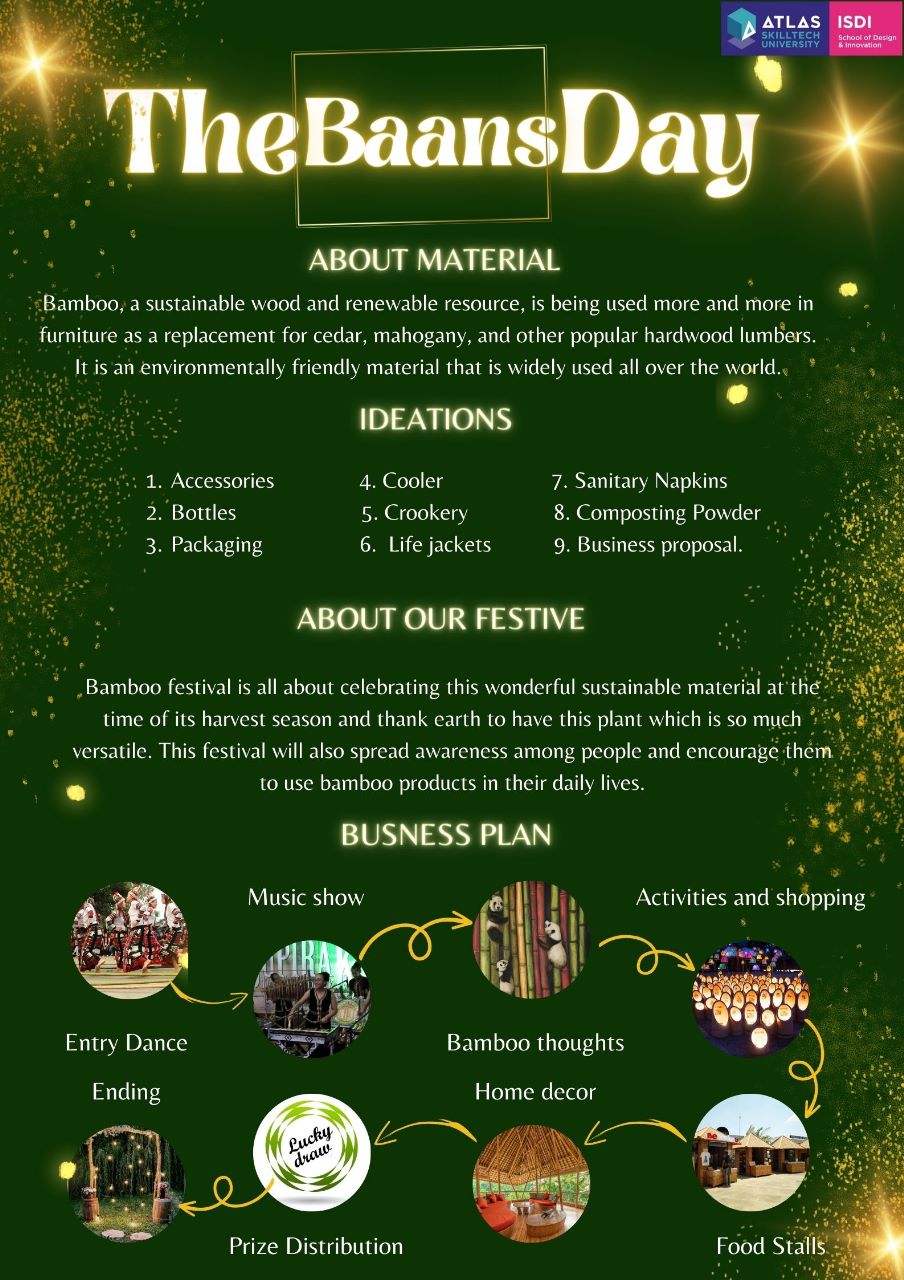 ATLAS
SKILLTECH
UNIVERSITY
ISDI
School of Design
& Innovation
TheBaansDay
ABOUT MATERIAL
Bamboo, a sustainable wood and renewable resource, is being used more and more in
furniture as a replacement for cedar, mahogany, and other popular hardwood lumbers.
It is an environmentally friendly material that is widely used all over the world.
IDEATIONS
1. Accessories
2. Bottles
3. Packaging
4. Cooler
5. Crookery
6. Life jackets
7. Sanitary Napkins
8. Composting Powder
9. Business proposal.
ABOUT OUR FESTIVE
Bamboo festival is all about celebrating this wonderful sustainable material at the
time of its harvest season and thank earth to have this plant which is so much
versatile. This festival will also spread awareness among people and encourage them
to use bamboo products in their daily lives.
BUSNESS PLAN
Entry Dance
Music show
Bamboo thoughts
Activities and shopping
Food Stalls
Home decor
Lucky
draw
Prize Distribution
Ending